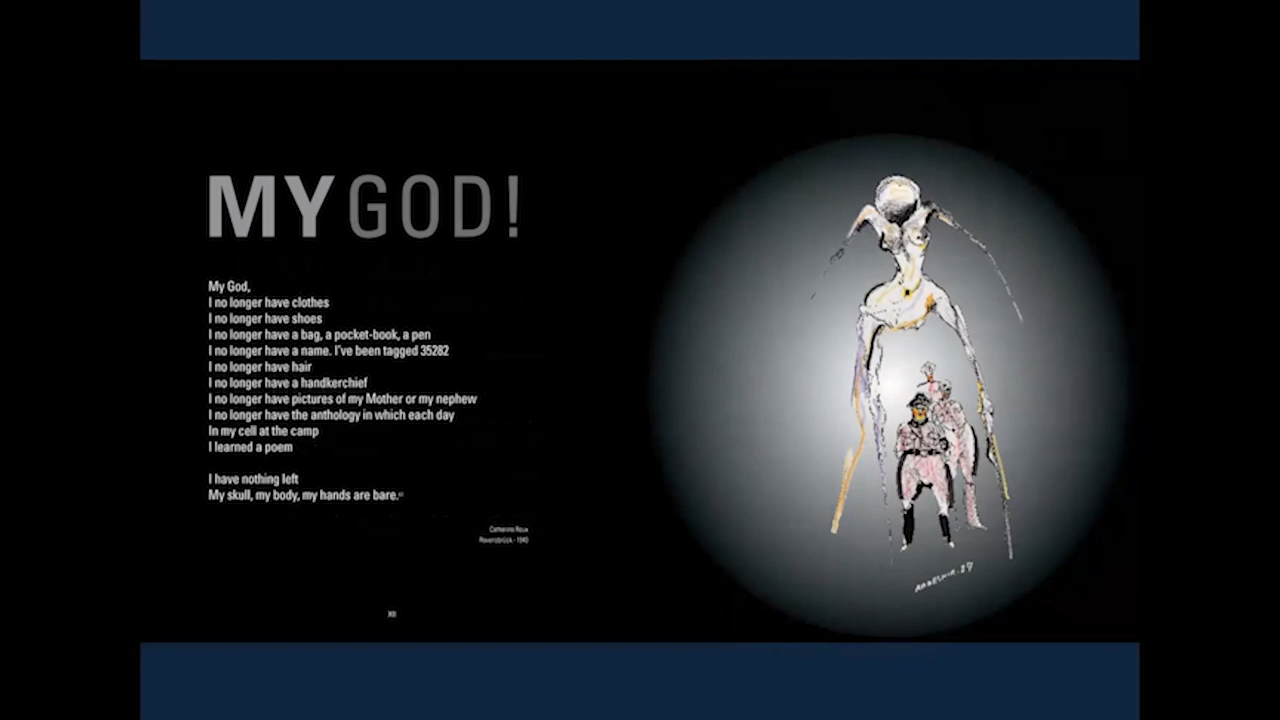 MY GOD!
My God,
I no longer have clothes
I no longer have shoes
I no longer have a bag, a pocket-book, a pen
I no longer have a name. I've been tagged 35282
I no longer have hair
I no longer have a handkerchief
I no longer have pictures of my Mother or my nephew
I no longer have the anthology in which each day
In my cell at the camp
I learned a poem
I have nothing left
My skull, my body, my hands are bare.
Catherine Roux
Ravensbrück - 1943
XII